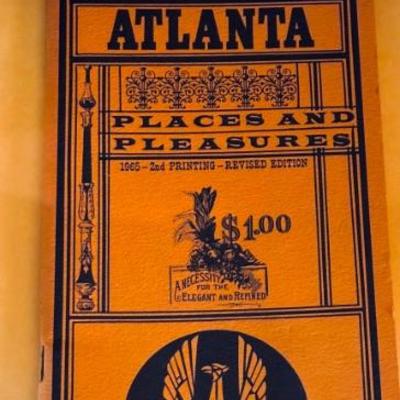 ATLANTA
PLACES AND
PLEASURES
1965 - 2nd PRINTING - REVISED EDITION
$1.00
A NECESSITY
FOR THE
ELEGANT AND REFINED